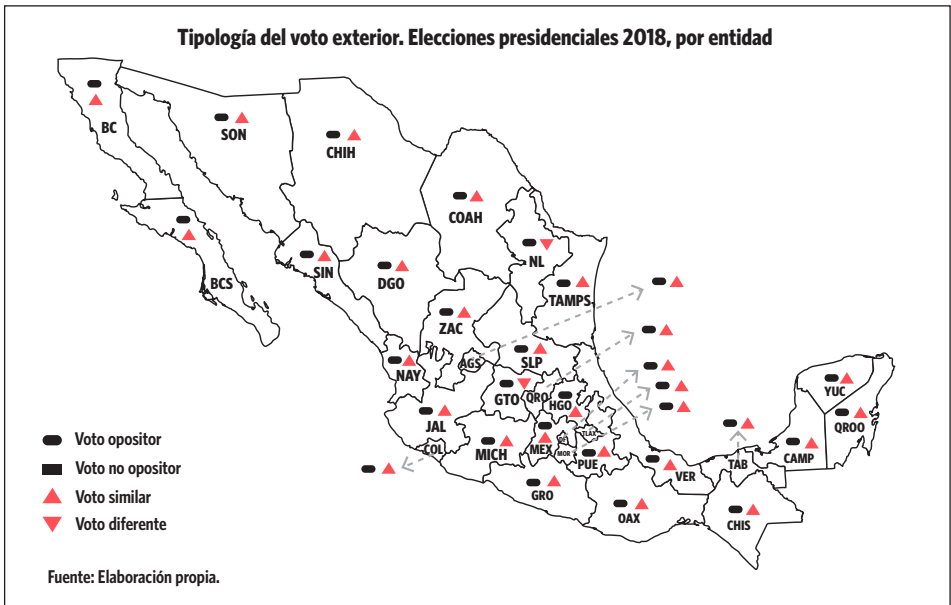 Tipología del voto exterior. Elecciones presidenciales 2018, por entidad
BC
SON
CHIH
COAH
NL
TAMPS
SIN
DGO
BCS
ZAC
AGS
SLP
NAY
GTO
QRO
HGO
YUC
QROO
JAL
COL
MICH
MEX
DF
TLAX
MOR
PUE
VER
TAB
CAMP
GRO
OAX
CHIS
Voto opositor
Voto no opositor
Voto similar
Voto diferente
Fuente: Elaboración propia.